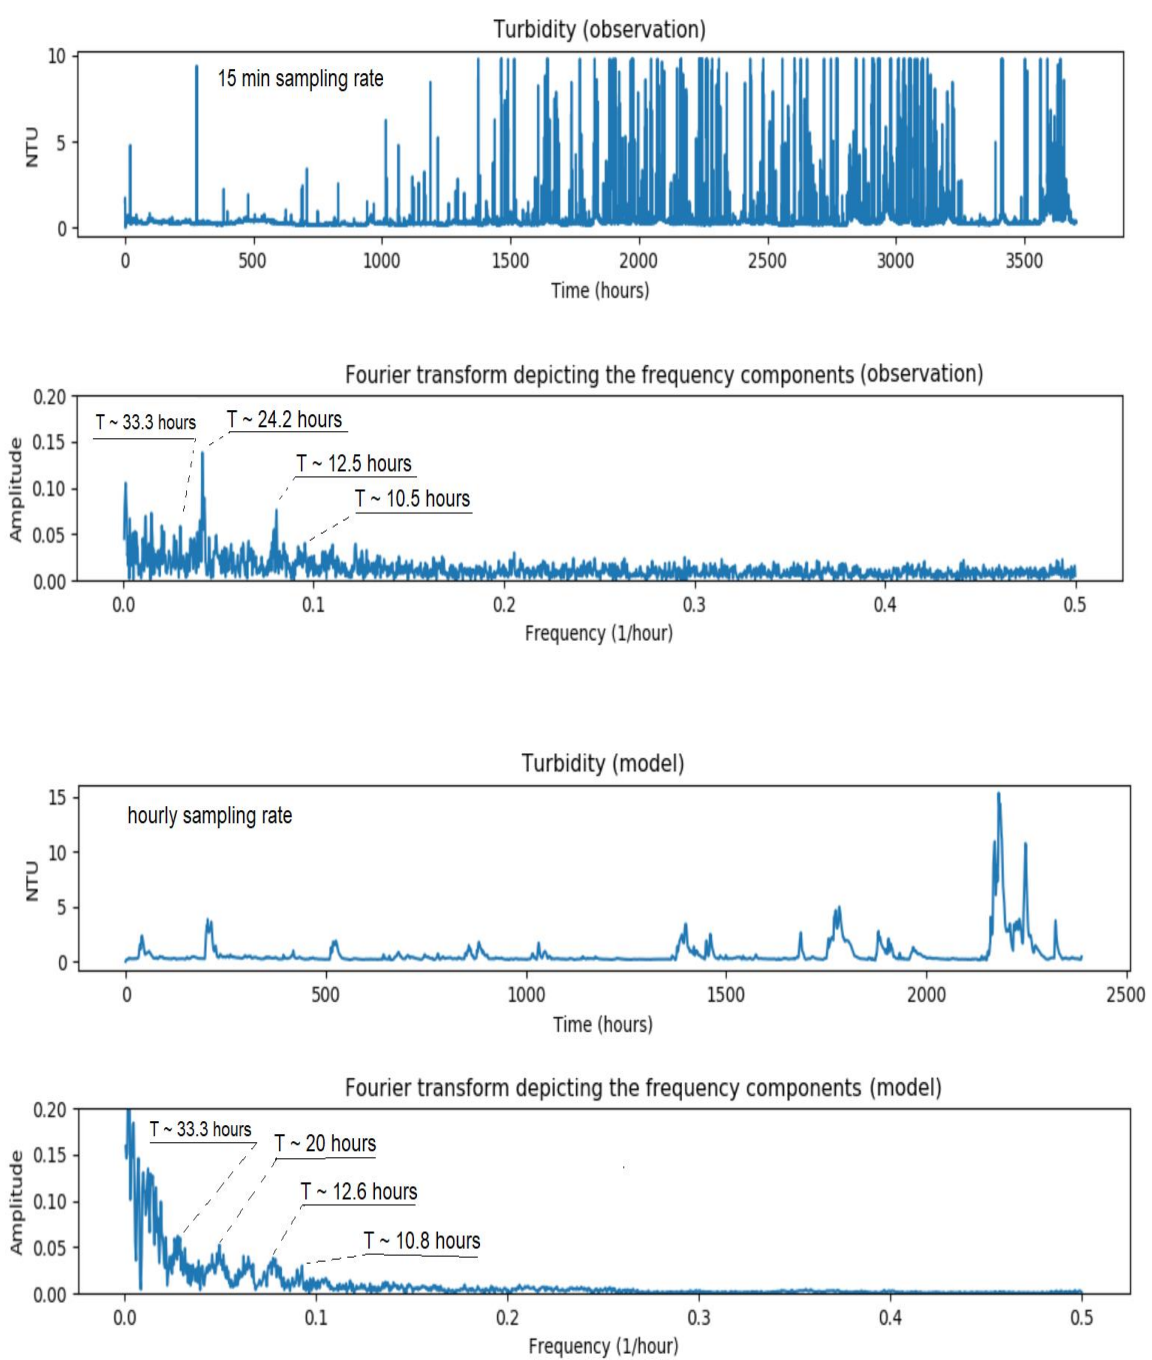 Turbidity (observation)
10
15 min sampling rate
NTU
5
0
0 500 1000 1500 2000 2500 3000 3500
Time (hours)
Fourier transform depicting the frequency components (observation)
0.20
T ~ 33.3 hours
T ~ 24.2 hours
0.15
T ~ 12.5 hours
Amplitude
0.10
T ~ 10.5 hours
0.05
0.00
0.0 0.1 0.2 0.3 0.4 0.5
Frequency (1/hour)
Turbidity (model)
15
hourly sampling rate
10
NTU
5
0
0 500 1000 1500 2000 2500
Time (hours)
Fourier transform depicting the frequency components (model)
0.20
T ~ 33.3 hours
T ~ 20 hours
0.15
T ~ 12.6 hours
Amplitude
0.10
T ~ 10.8 hours
0.05
0.00
0.0 0.1 0.2 0.3 0.4 0.5
Frequency (1/hour)